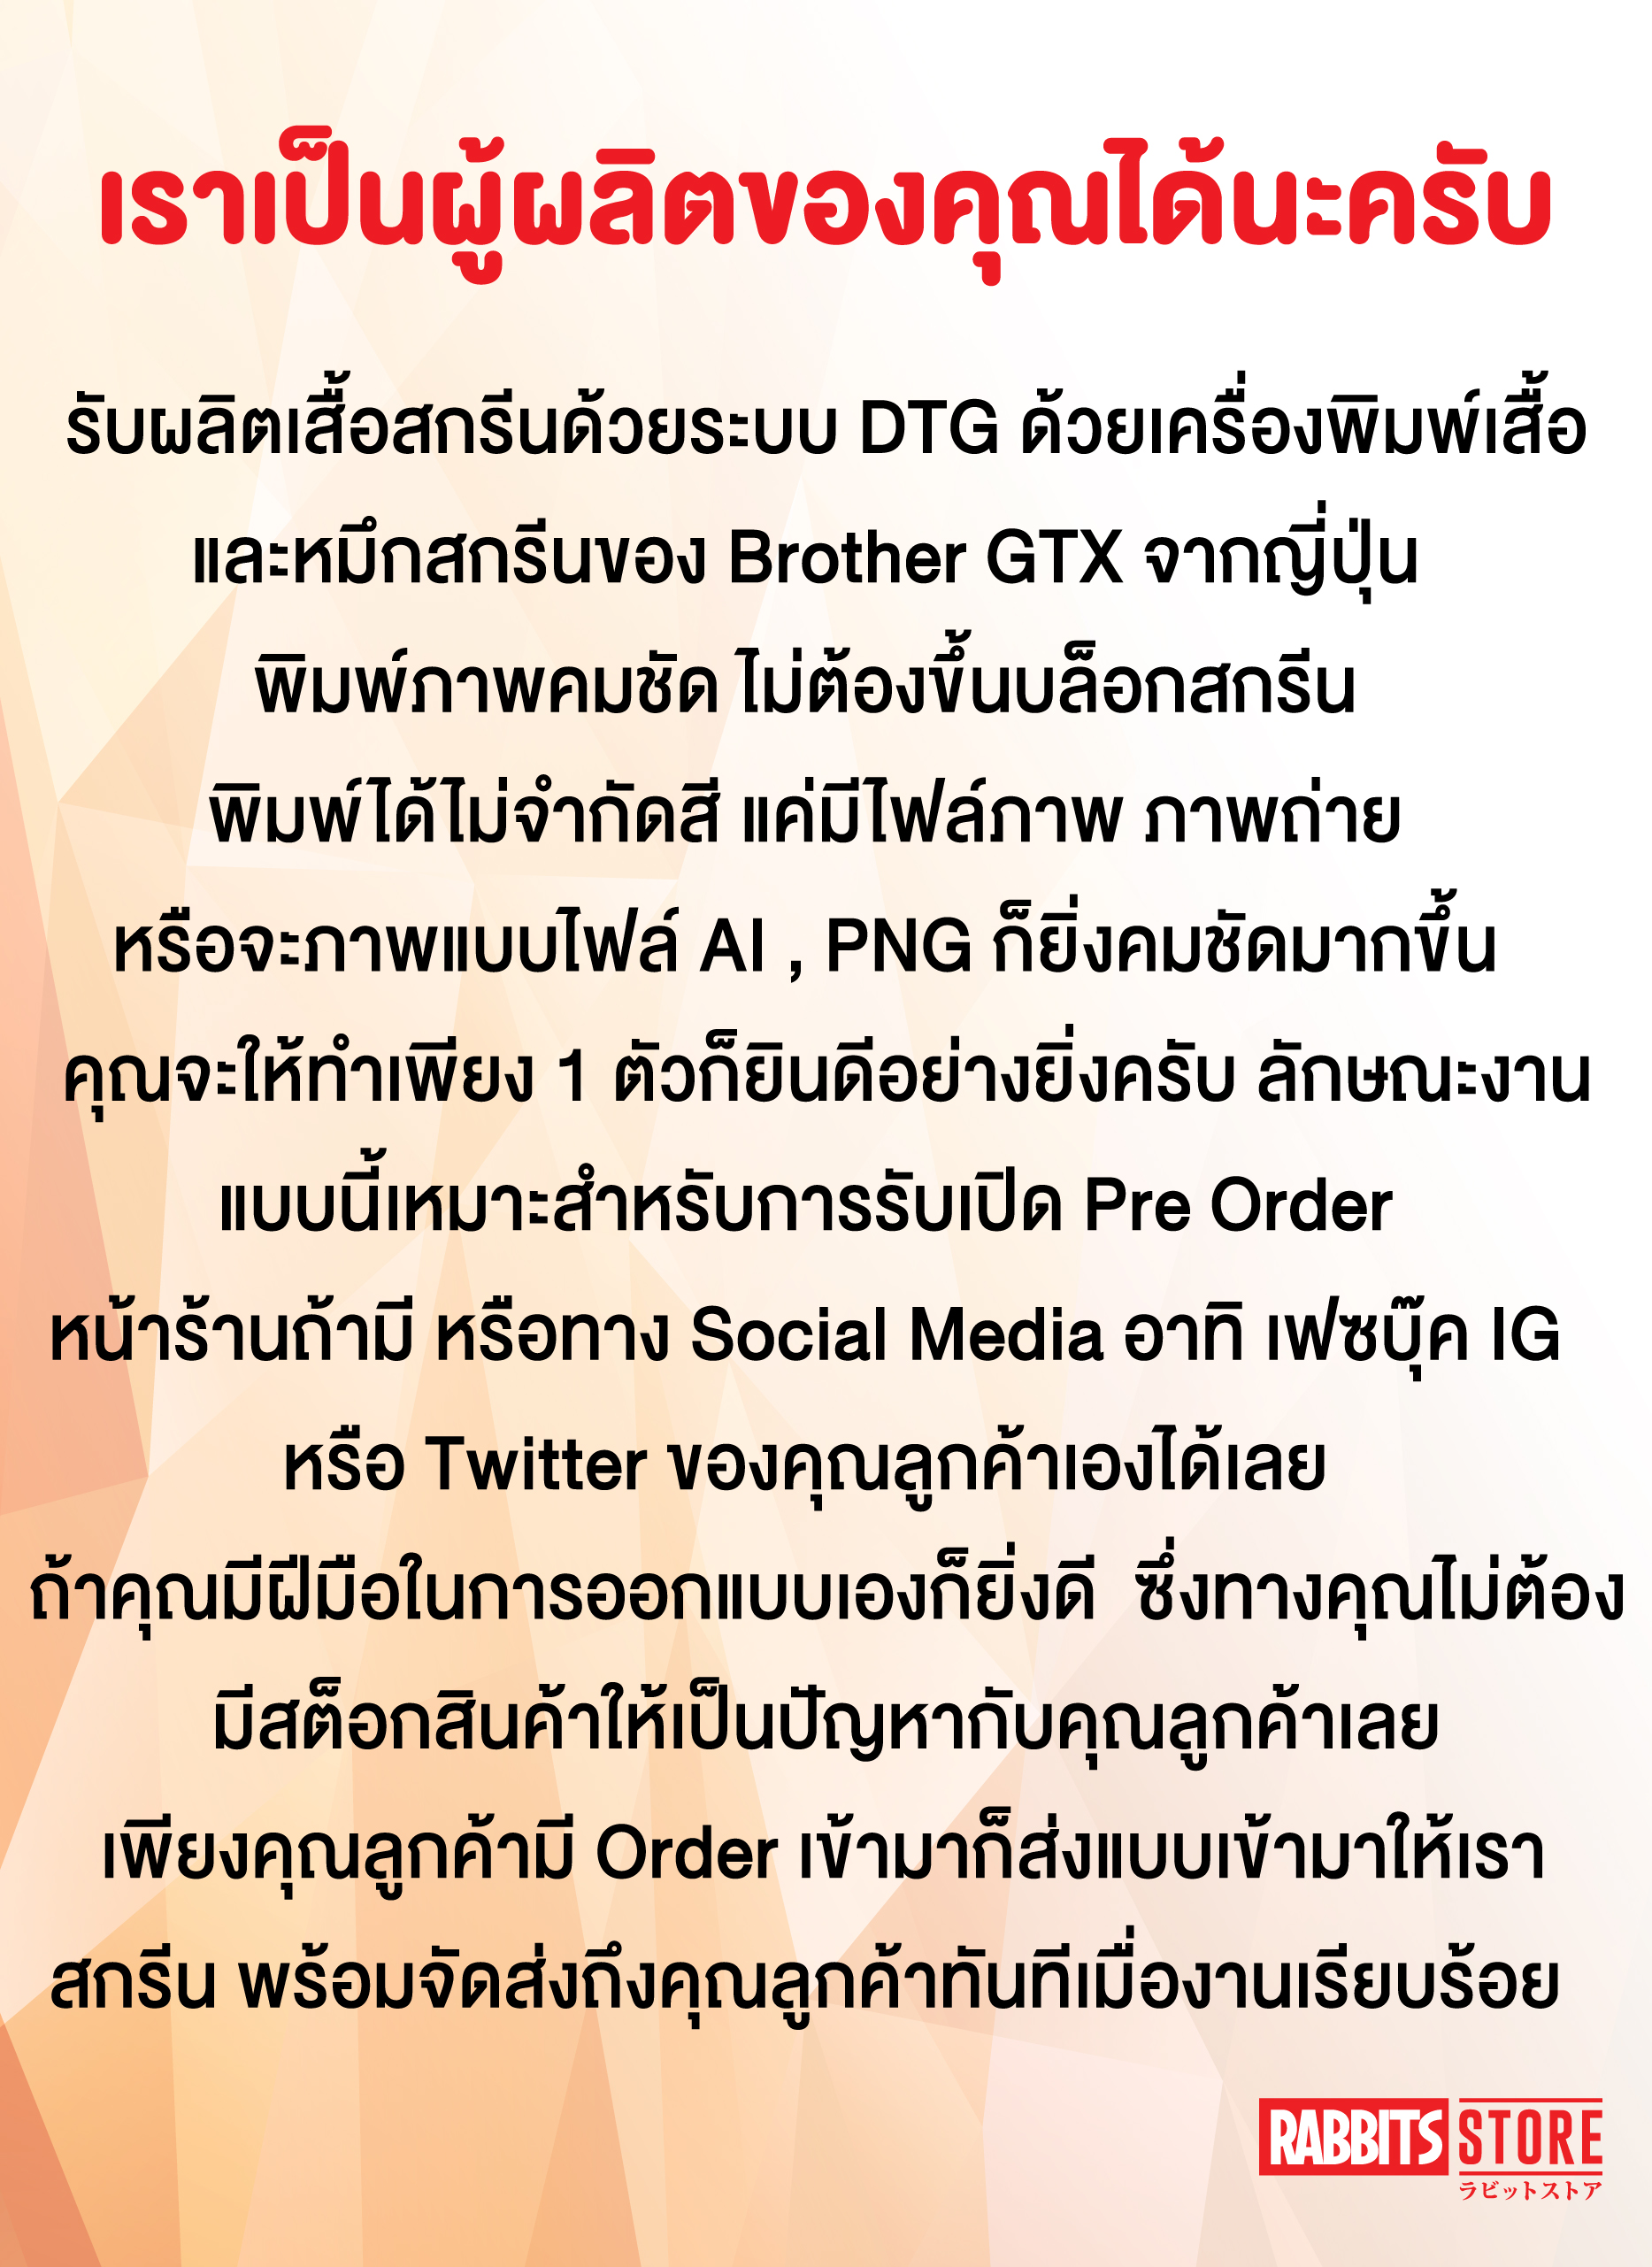 เราเป็นผู้ผลิตของคุณได้นะครับ
รับผลิตเสื้อสกรีนด้วยระบบ DTG ด้วยเครื่องพิมพ์เสื้อ
และหมึกสกรีนของ Brother GTX จากญี่ปุ่น
พิมพ์ภาพคมชัด ไม่ต้องขึ้นบล็อกสกรีน
พิมพ์ได้ไม่จำกัดสี แค่มีไฟล์ภาพ ภาพถ่าย
หรือจะภาพแบบไฟล์ AI , PNG ก็ยิ่งคมชัดมากขึ้น
คุณจะให้ทำเพียง 1 ตัวก็ยินดีอย่างยิ่งครับ ลักษณะงาน
แบบนี้เหมาะสำหรับการรับเปิด Pre Order
หน้าร้านถ้ามี หรือทาง Social Media อาทิ เฟซบุ๊ค IG
หรือ Twitter ของคุณลูกค้าเองได้เลย
ถ้าคุณมีฝีมือในการออกแบบเองก็ยิ่งดี  ซึ่งทางคุณไม่ต้อง
มีสต็อกสินค้าให้เป็นปัญหากับคุณลูกค้าเลย
เพียงคุณลูกค้ามี Order เข้ามาก็ส่งแบบเข้ามาให้เรา
สกรีน พร้อมจัดส่งถึงคุณลูกค้าทันทีเมื่องานเรียบร้อย
RABBITS STORE
ラビットストア